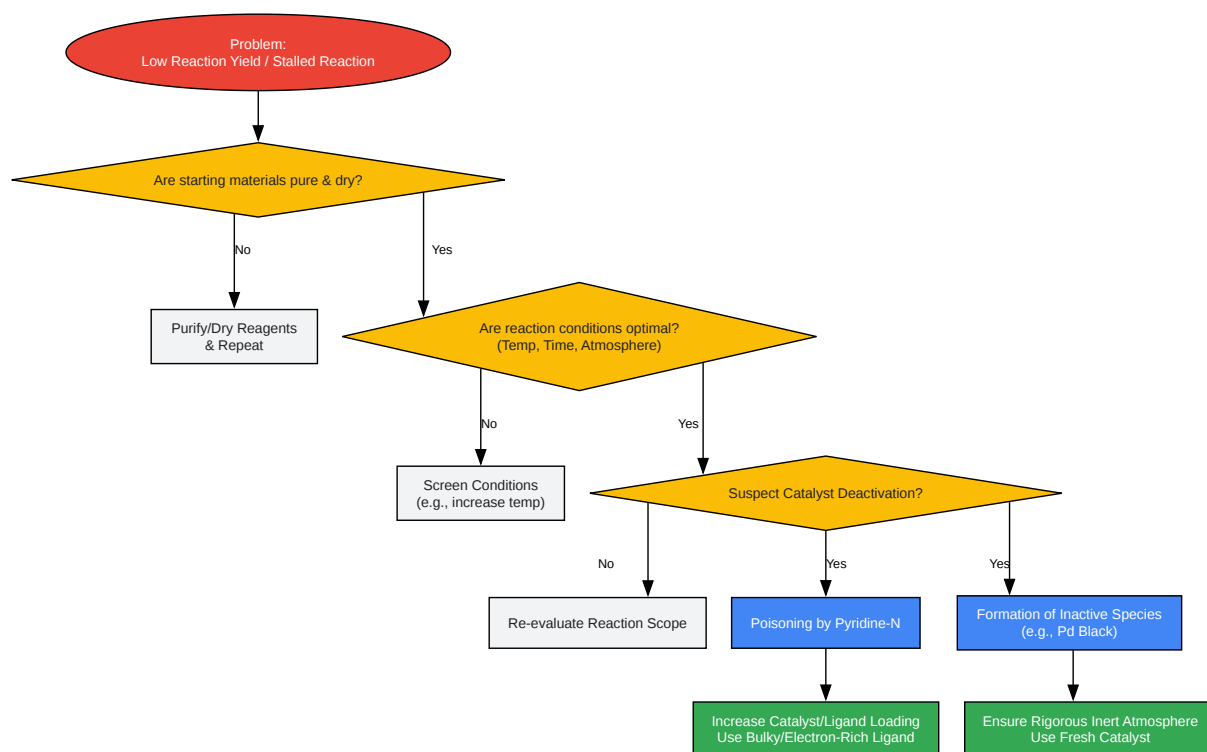 Problem:
Low Reaction Yield / Stalled Reaction
Are starting materials pure & dry?
No
Yes
Purify/Dry Reagents
& Repeat
Are reaction conditions optimal?
(Temp, Time, Atmosphere)
No
Yes
Screen Conditions
(e.g., increase temp)
Suspect Catalyst Deactivation?
No
Yes
Yes
Re-evaluate Reaction Scope
Poisoning by Pyridine-N
Formation of Inactive Species
(e.g., Pd Black)
Increase Catalyst/Ligand Loading
Use Bulky/Electron-Rich Ligand
Ensure Rigorous Inert Atmosphere
Use Fresh Catalyst